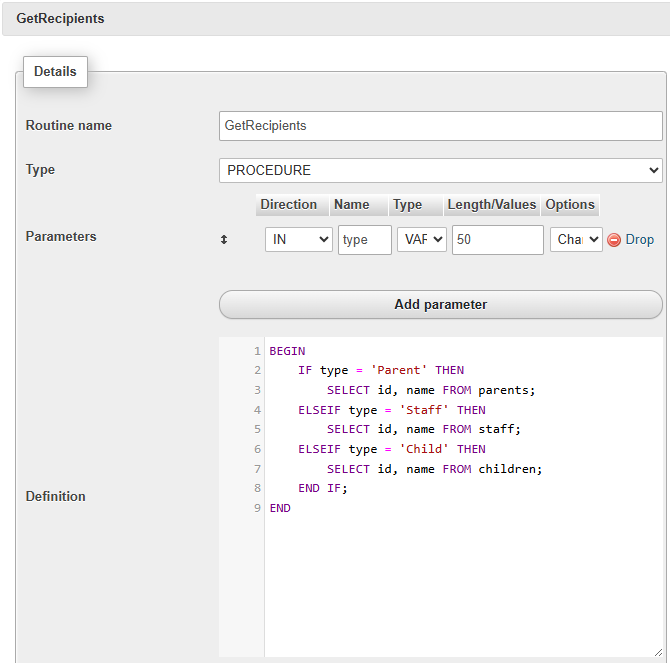 GetRecipients
Details
Routine name GetRecipients
Type PROCEDURE
Direction Name Type Length/Values Options
Parameters IN type VAR 50 Cha Drop
Add parameter
Definition
1 BEGIN
2 IF type = 'Parent' THEN
3 SELECT id, name FROM parents;
4 ELSEIF type = 'Staff' THEN
5 SELECT id, name FROM staff;
6 ELSEIF type = 'Child' THEN
7 SELECT id, name FROM children;
8 END IF;
9 END